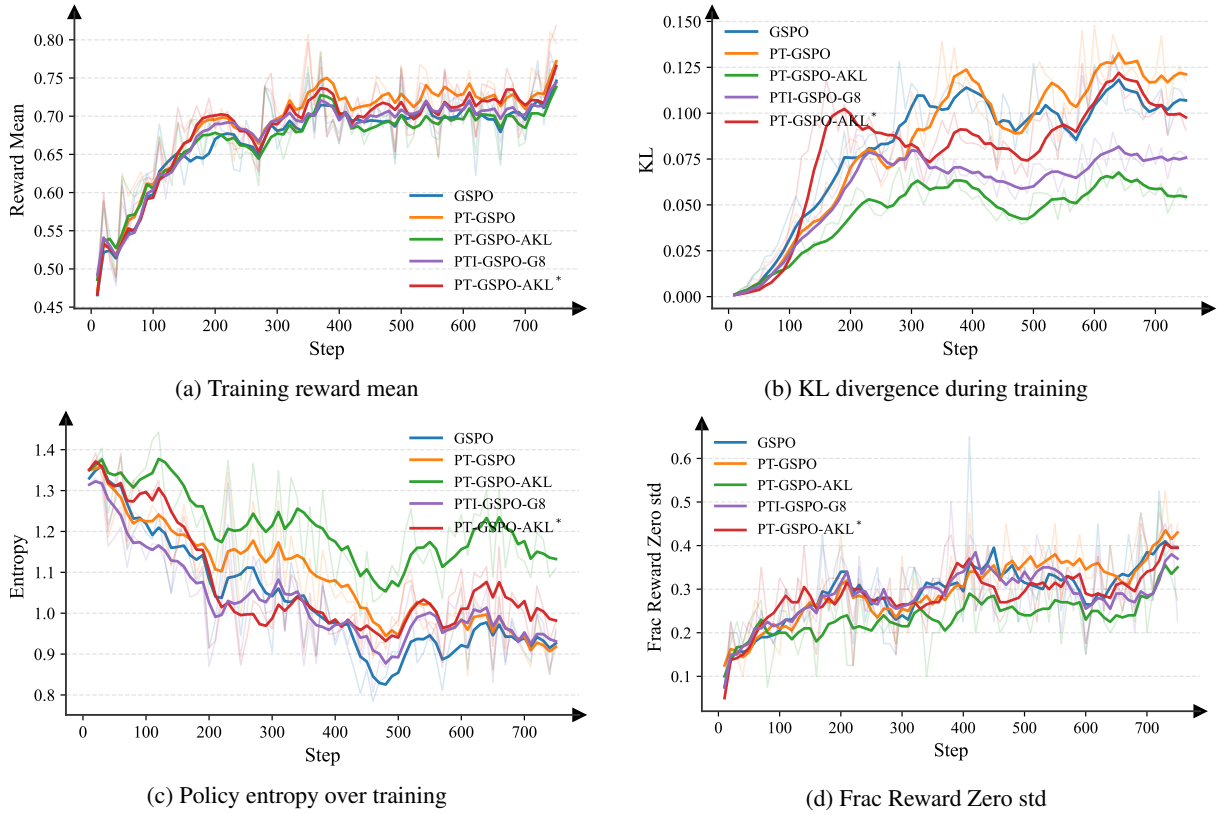 0.80
0.75
0.70
0.65
0.60
0.55
0.50
0.45
Reward Mean
GSPO
PT-GSPO
PT-GSPO-AKL
PTI-GSPO-G8
PT-GSPO-AKL*
0 100 200 300 400 500 600 700
Step
(a) Training reward mean
0.150
0.125
0.100
0.075
0.050
0.025
0.000
KL
GSPO
PT-GSPO
PT-GSPO-AKL
PTI-GSPO-G8
PT-GSPO-AKL*
0 100 200 300 400 500 600 700
Step
(b) KL divergence during training
1.4
1.3
1.2
1.1
1.0
0.9
0.8
Entropy
GSPO
PT-GSPO
PT-GSPO-AKL
PTI-GSPO-G8
PT-GSPO-AKL*
0 100 200 300 400 500 600 700
Step
(c) Policy entropy over training
0.6
0.5
0.4
0.3
0.2
0.1
Frac Reward Zero std
GSPO
PT-GSPO
PT-GSPO-AKL
PTI-GSPO-G8
PT-GSPO-AKL*
0 100 200 300 400 500 600 700
Step
(d) Frac Reward Zero std